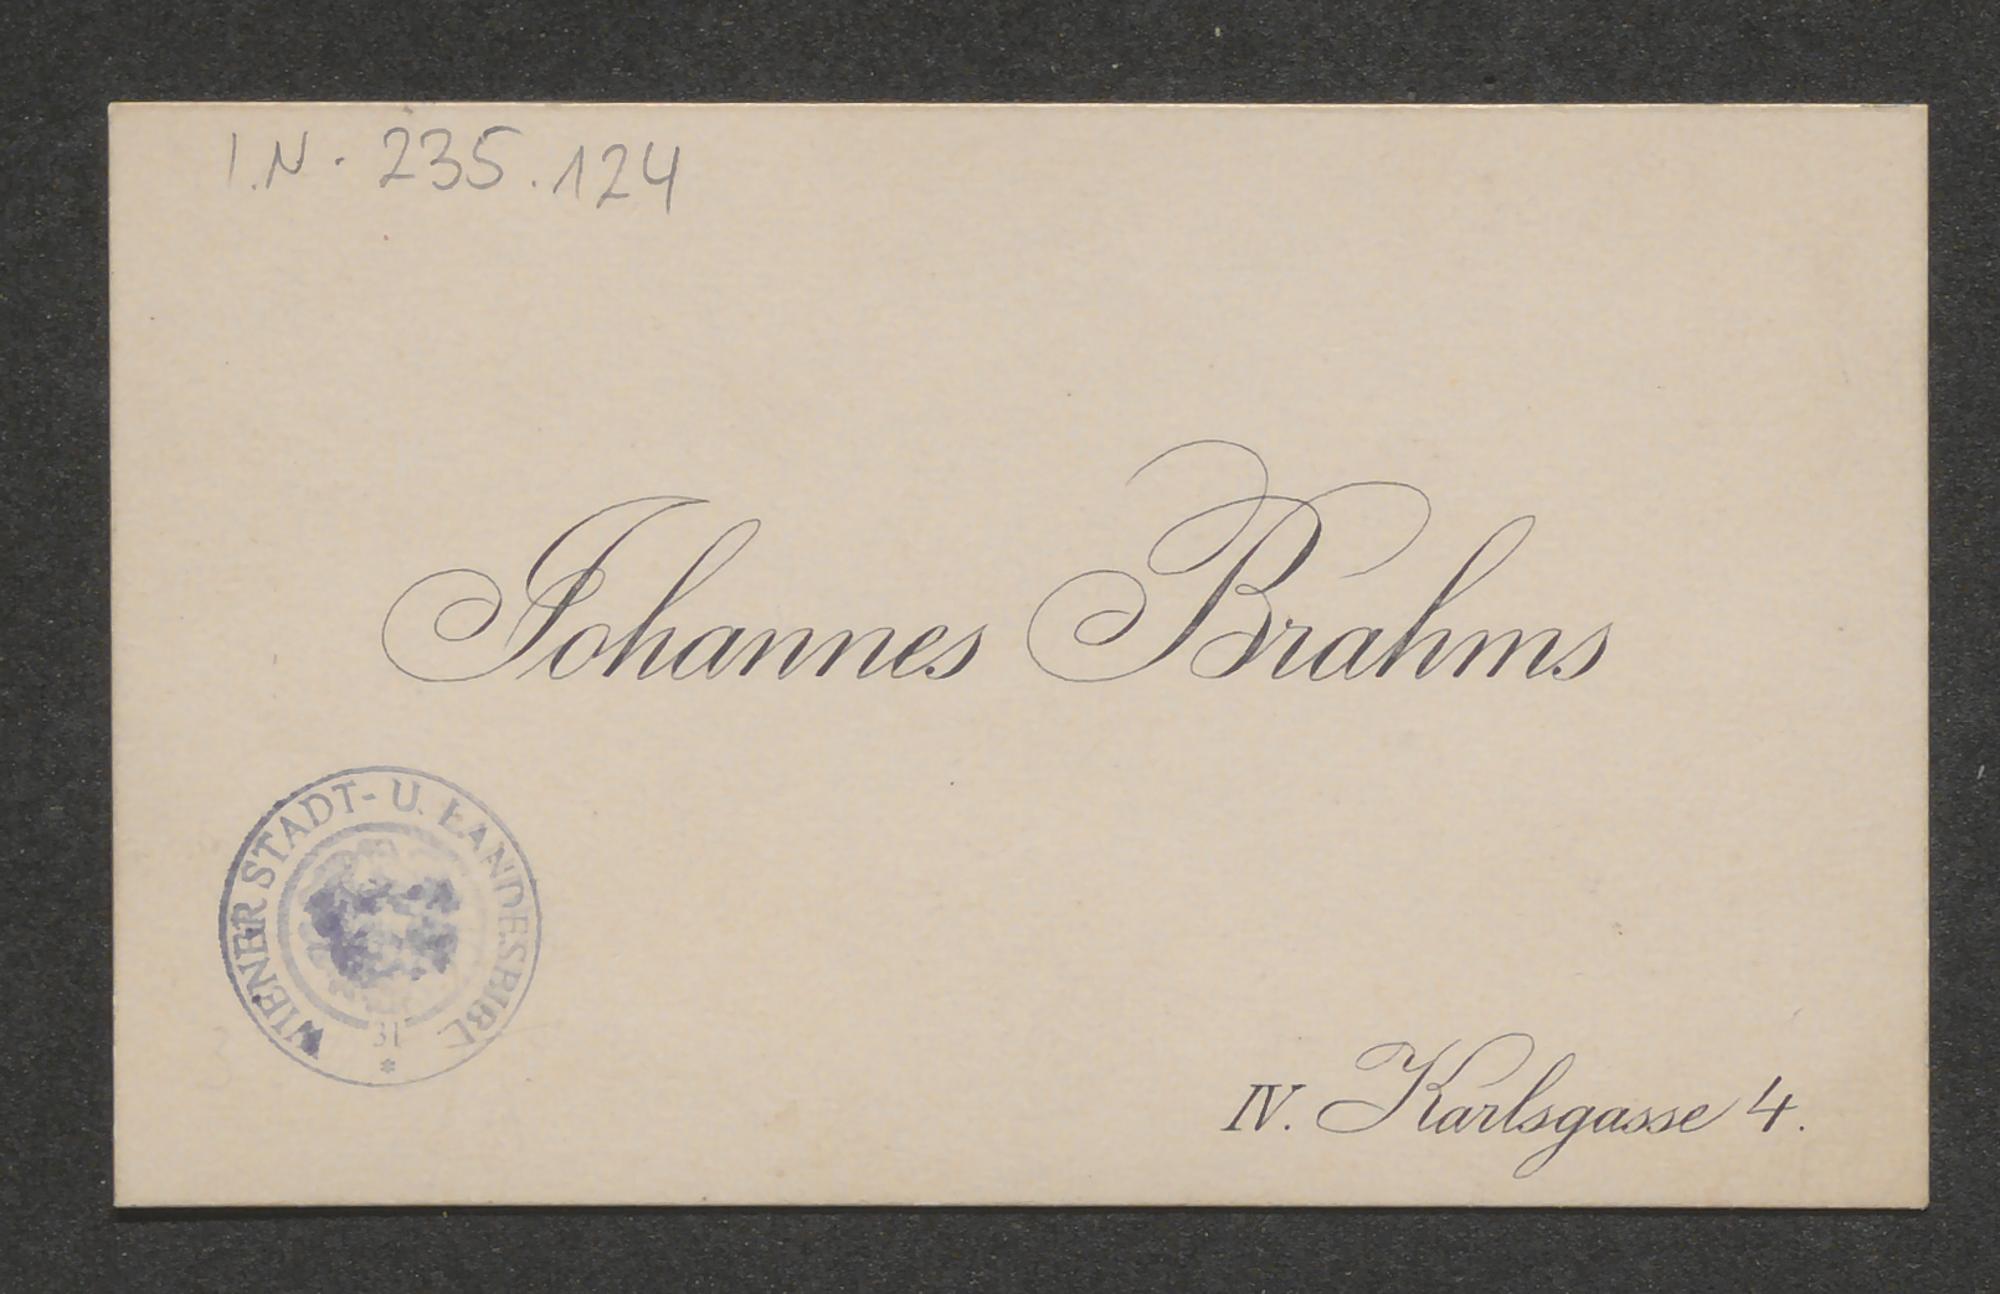 I.N. 235.124
Johannes Brahms
WIENER STADT- U. LANDESBIBL.
31
*
IV. Karlsgasse 4.